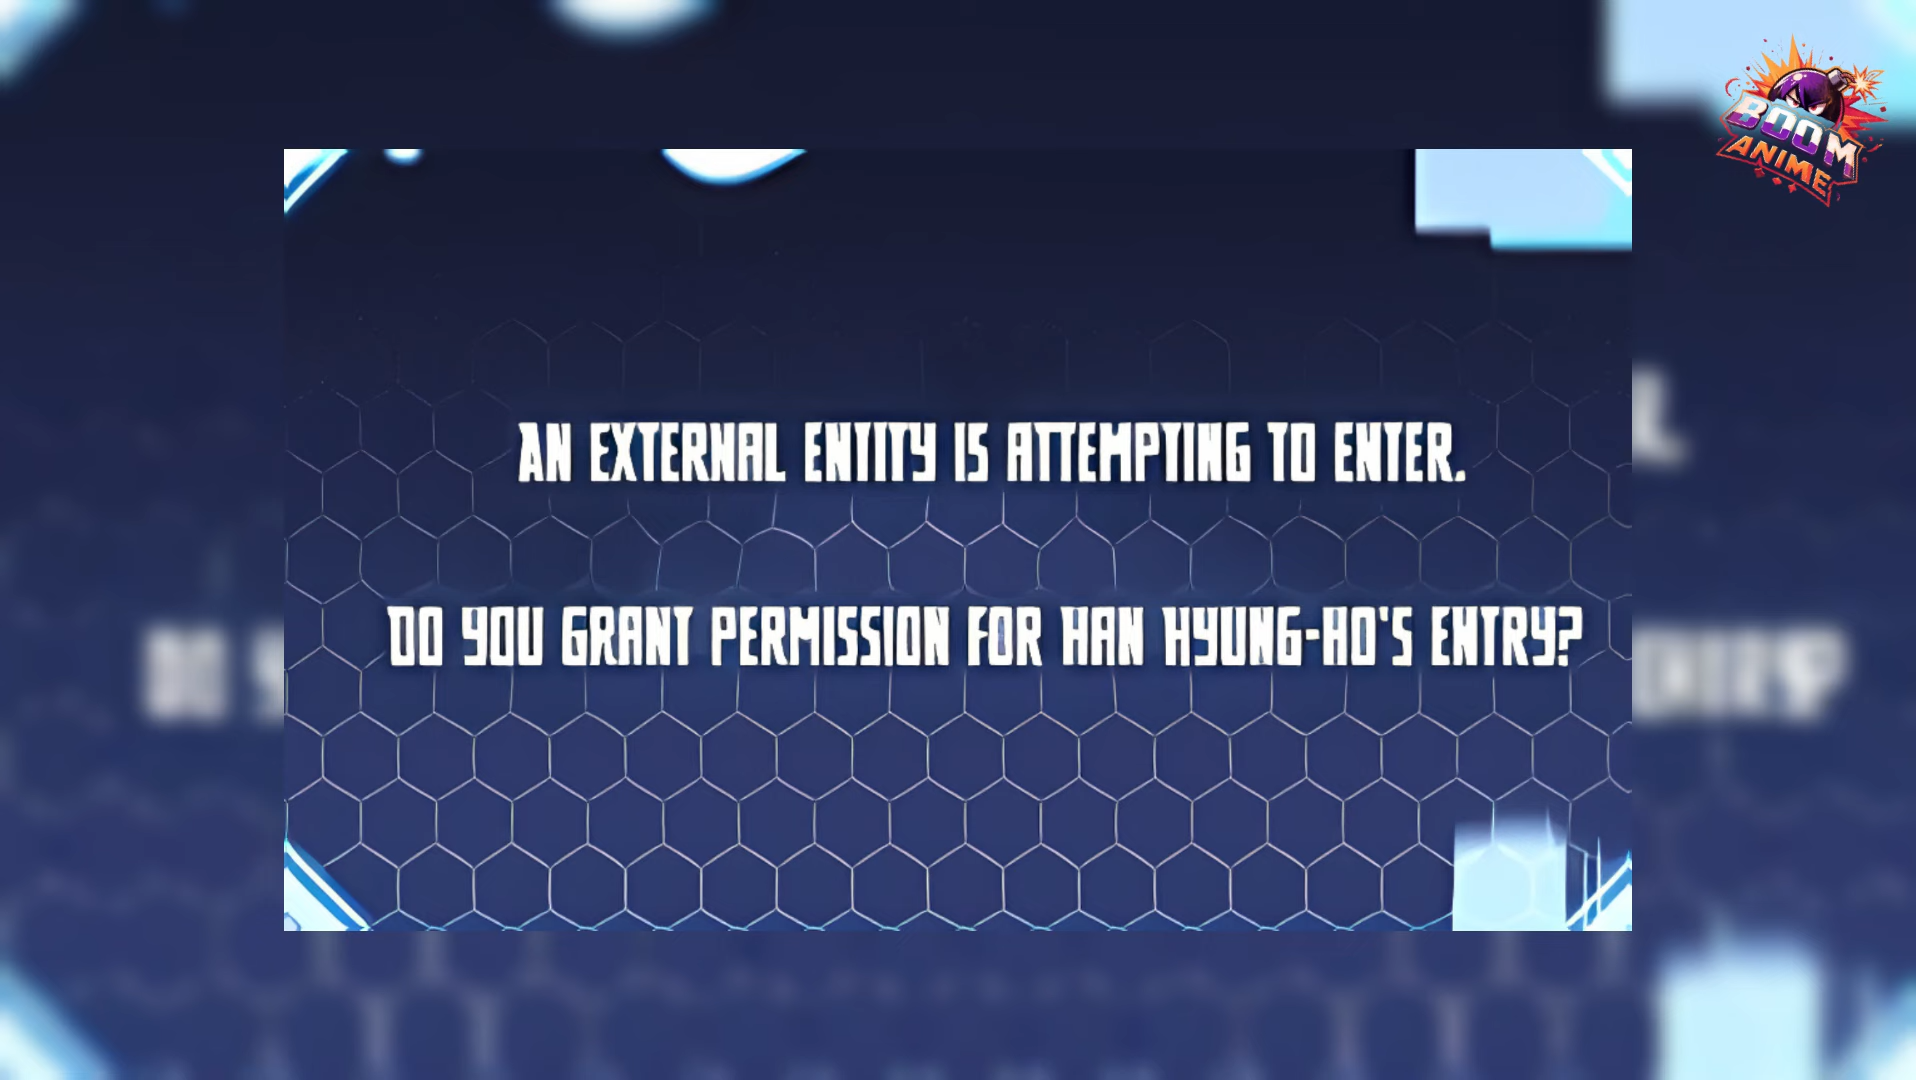 BOOM
ANIME
AN EXTERNAL ENTITY IS ATTEMPTING TO ENTER.
DO YOU GRANT PERMISSION FOR HAN HYUNG-HO'S ENTRY?